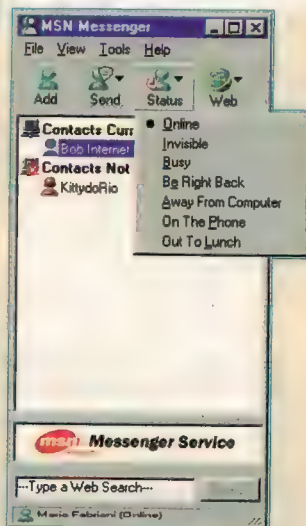 MSN Messenger
File View Tools Help
Add Send Status Web
Contacts Curr
Bob Internet
Contacts Not
KittydoRio
Online
Invisible
Busy
Be Right Back
Away From Computer
On The Phone
Out To Lunch
msn Messenger Service
---Type a Web Search---
Mario Fabriani (Online)